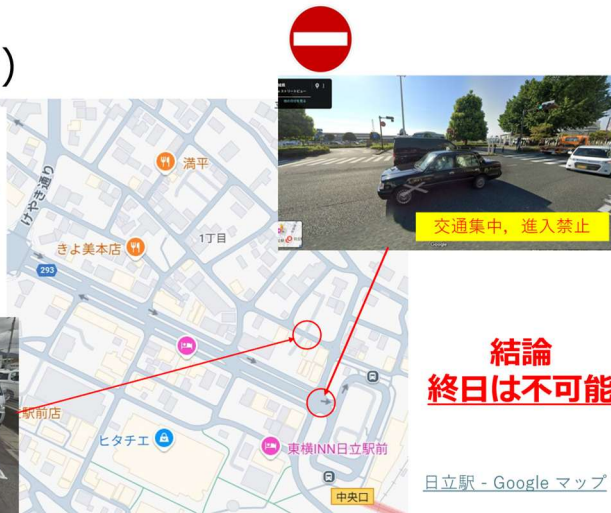 )
交通集中，進入禁止
Google
満平
けやき通り
1丁目
きよ美本店
293
駅前店
ヒタチエ
東横INN日立駅前
中央口
結論
終日は不可能
日立駅 - Google マップ